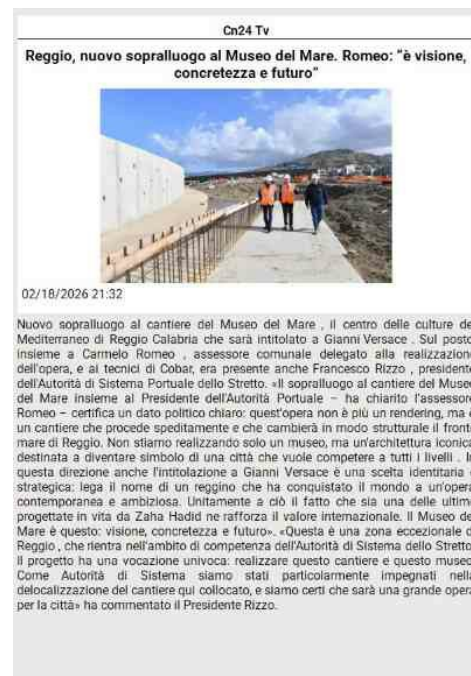 Cn24 Tv
Reggio, nuovo sopralluogo al Museo del Mare. Romeo: "è visione,
concretezza e futuro"
02/18/2026 21:32
Nuovo sopralluogo al cantiere del Museo del Mare , il centro delle culture de
Mediterraneo di Reggio Calabria che sarà intitolato a Gianni Versace . Sul posto
insieme a Carmelo Romeo , assessore comunale delegato alla realizzazione
dell'opera, e ai tecnici di Cobar, era presente anche Francesco Rizzo , presidente
dell'Autorità di Sistema Portuale dello Stretto. «Il sopralluogo al cantiere del Museo
del Mare insieme al Presidente dell'Autorità Portuale – ha chiarito l'assessore
Romeo – certifica un dato politico chiaro: quest'opera non è più un rendering, ma è
un cantiere che procede speditamente e che cambierà in modo strutturale il fronte
mare di Reggio. Non stiamo realizzando solo un museo, ma un'architettura iconica
destinata a diventare simbolo di una città che vuole competere a tutti i livelli . In
questa direzione anche l'intitolazione a Gianni Versace è una scelta identitaria e
strategica: lega il nome di un reggino che ha conquistato il mondo a un'opera
contemporanea e ambiziosa. Unitamente a ciò il fatto che sia una delle ultime
progettate in vita da Zaha Hadid ne rafforza il valore internazionale. Il Museo de
Mare è questo: visione, concretezza e futuro». «Questa è una zona eccezionale d
Reggio , che rientra nell'ambito di competenza dell'Autorità di Sistema dello Stretto
Il progetto ha una vocazione univoca: realizzare questo cantiere e questo museo
Come Autorità di Sistema siamo stati particolarmente impegnati nella
delocalizzazione del cantiere qui collocato, e siamo certi che sarà una grande opera
per la città» ha commentato il Presidente Rizzo.